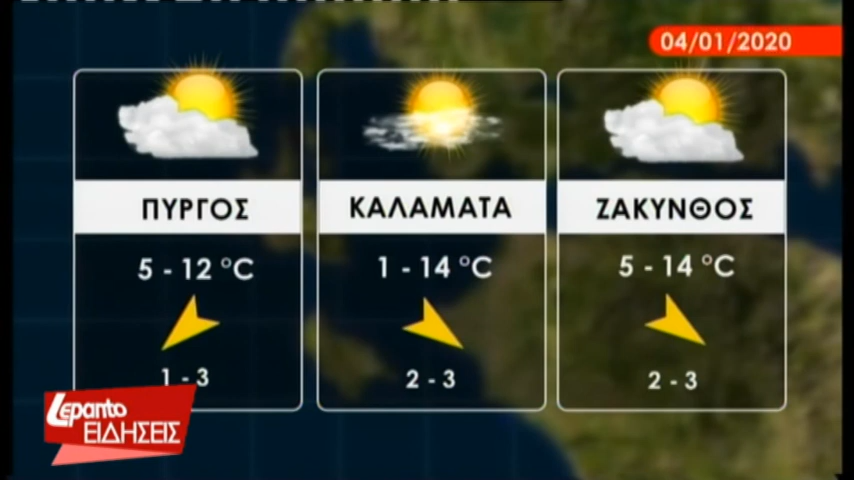 04/01/2020
ΠΥΡΓΟΣ
5 - 12 °C
1 - 3
ΚΑΛΑΜΑΤΑ
1 - 14 °C
2 - 3
ΖΑΚΥΝΘΟΣ
5 - 14 °C
2 - 3
Lepanto
ΕΙΔΗΣΕΙΣ